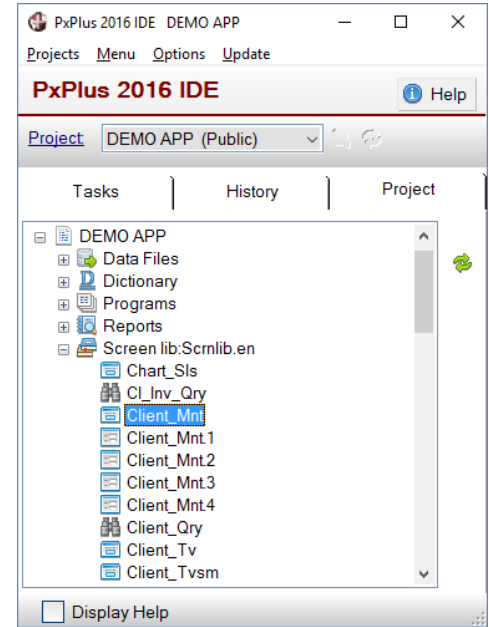 PxPlus 2016 IDE DEMO APP
Projects Menu Options Update
PxPlus 2016 IDE
Help
Project: DEMO APP (Public)
Tasks History Project
DEMO APP
Data Files
Dictionary
Programs
Reports
Screen lib:Scrnlib.en
Chart_Sls
Cl_Inv_Qry
Client_Mnt
Client_Mnt.1
Client_Mnt.2
Client_Mnt.3
Client_Mnt.4
Client_Qry
Client_Tv
Client_Tvsm
Display Help